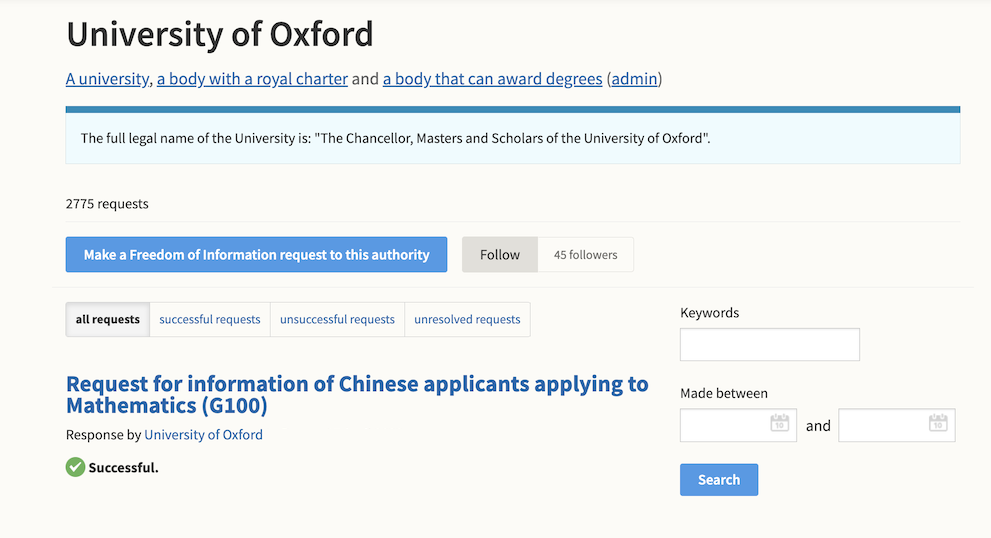 University of Oxford
A university, a body with a royal charter and a body that can award degrees (admin)
The full legal name of the University is: "The Chancellor, Masters and Scholars of the University of Oxford".
2775 requests
Make a Freedom of Information request to this authority
Follow
45 followers
all requests
successful requests
unsuccessful requests
unresolved requests
Keywords
Made between
10
and
10
Search
Request for information of Chinese applicants applying to
Mathematics (G100)
Response by University of Oxford
Successful.